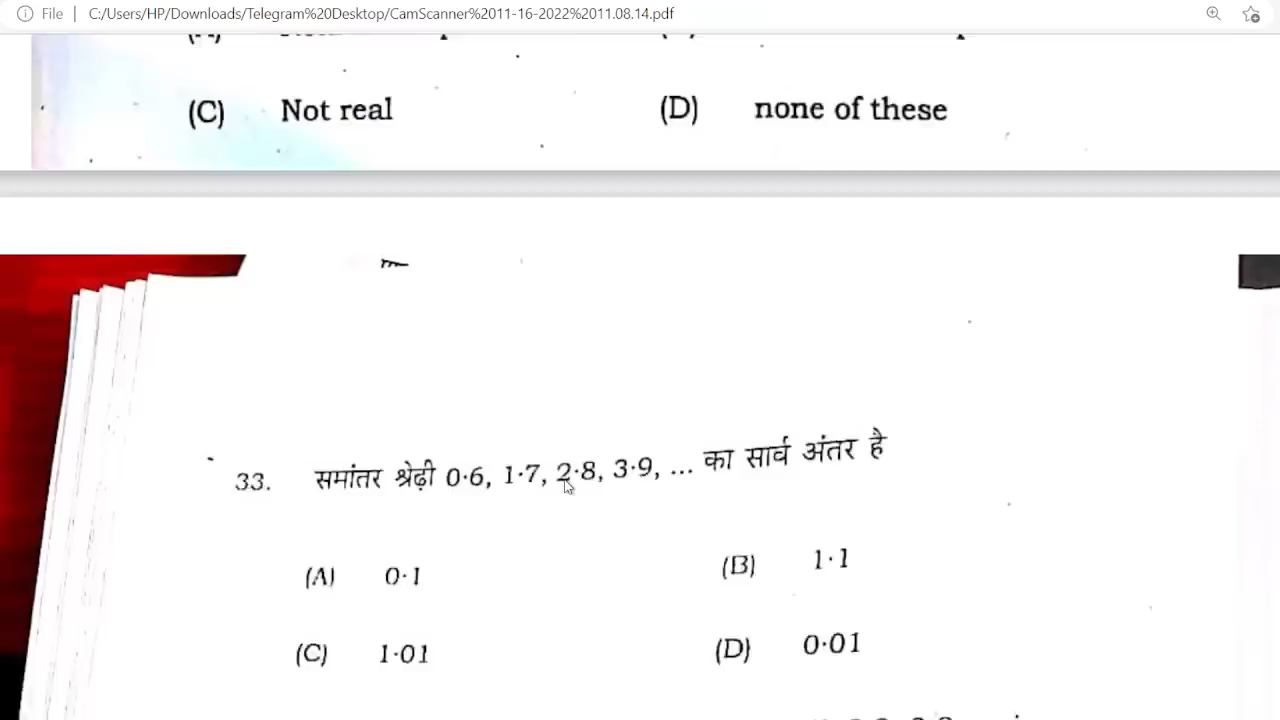 File C:/Users/HP/Downloads/Telegram%20Desktop/CamScanner%2011-16-2022%2011.08.14.pdf
(C) Not real (D) none of these
33. समांतर श्रेढ़ी 0·6, 1·7, 2·8, 3·9, ... का सार्व अंतर है
(A) 0·1 (B) 1·1
(C) 1·01 (D) 0·01